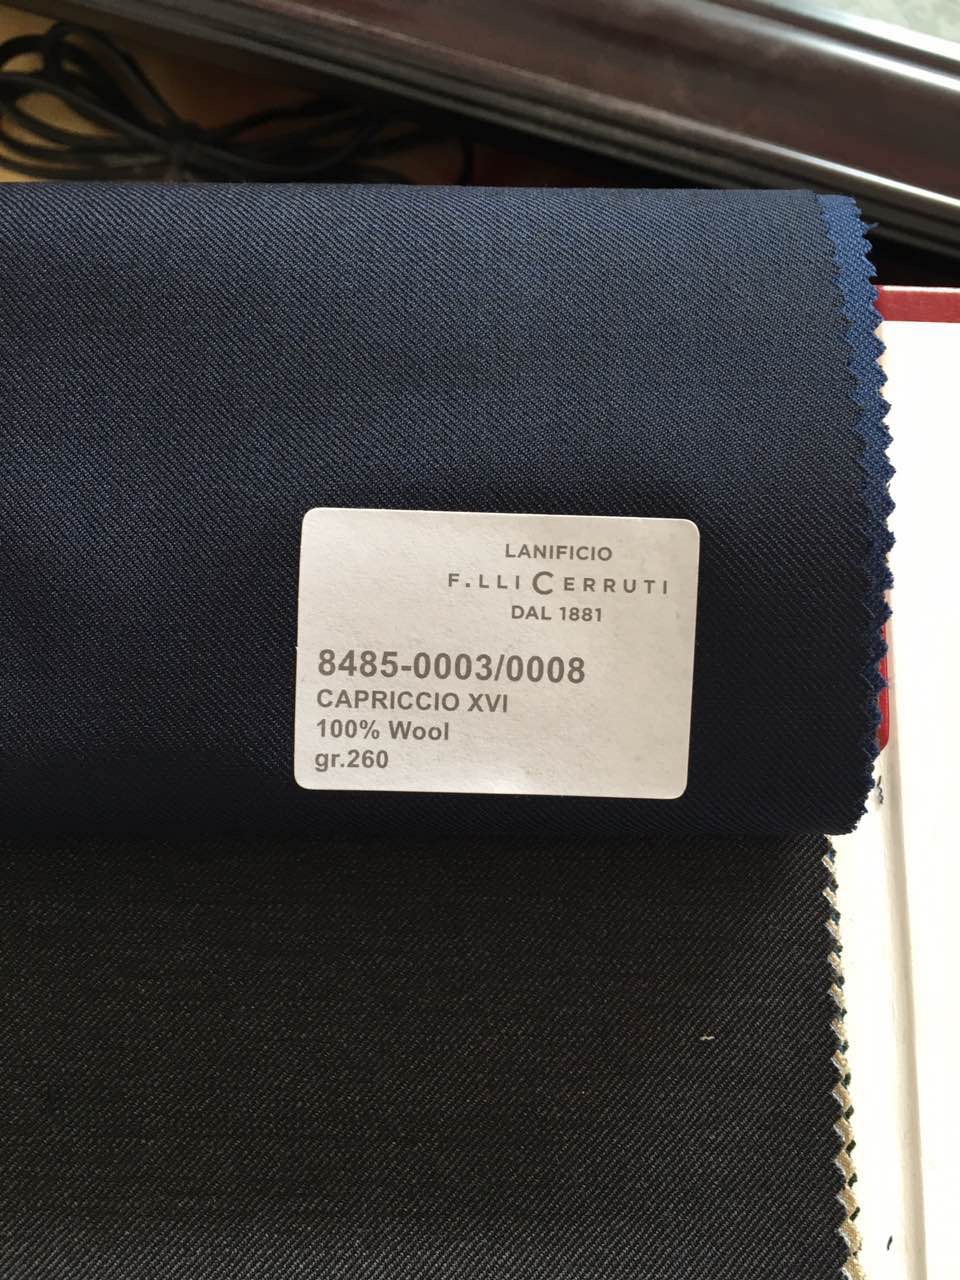 LANIFICIO
F.LLI CERRUTI
DAL 1881
8485-0003/0008
CAPRICCIO XVI
100% Wool
gr.260